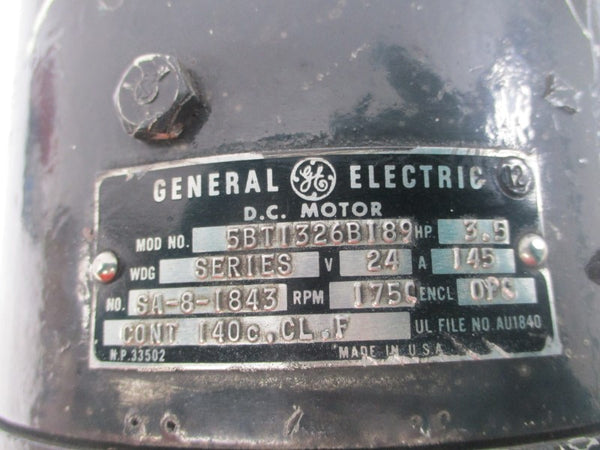 GENERAL GE ELECTRIC 12
D.C. MOTOR
MOD NO. 5BT1326B189 HP. 3.5
WDG SERIES V 24 A 145
NO. SA-8-1843 RPM 1750 ENCL
CONT 140c.CL.F UL FILE NO. AU1840
N.P.33502 MADE IN U.S.A.